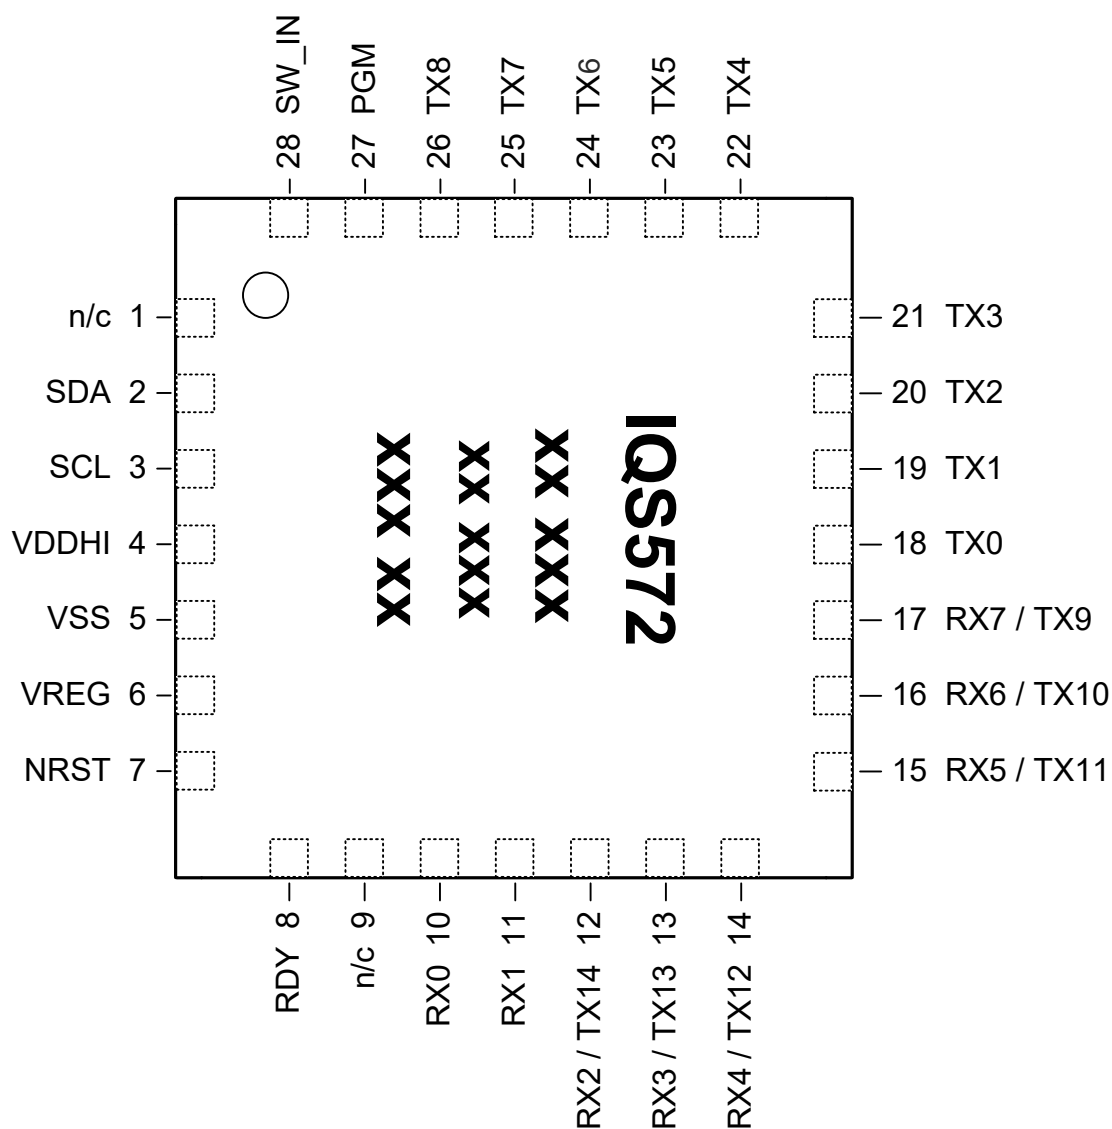 28 SW_IN
27 PGM
26 TX8
25 TX7
24 TX6
23 TX5
22 TX4
n/c 1
SDA 2
SCL 3
VDDHI 4
VSS 5
VREG 6
NRST 7
21 TX3
20 TX2
19 TX1
18 TX0
17 RX7 / TX9
16 RX6 / TX10
15 RX5 / TX11
IQS572
xx xxx
xx xxx
xxx xx
xxx xx
RDY 8
n/c 9
RX0 10
RX1 11
RX2 / TX14 12
RX3 / TX13 13
RX4 / TX12 14